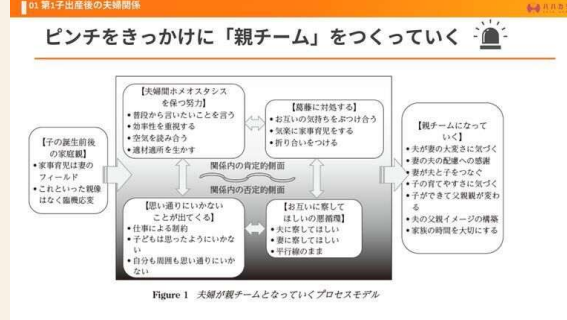 01 第1子出産後の夫婦関係
ピンチをきっかけに「親チーム」をつくっていく
【子の誕生前後
の家庭観】
•家事育児は妻の
フィールド
•これといった親像
はなく臨機応変
【夫婦間ホメオスタシス
を保つ努力】
•普段から言いたいことを言う
•効率性を重視する
•空気を読み合う
•適材適所を生かす
【葛藤に対処する】
•お互いの気持ちをぶつけ合う
•気楽に家事育児をする
•折り合いをつける
関係内の肯定的側面
関係内の否定的側面
【思い通りにいかない
ことが出てくる】
•仕事による制約
•子どもは思ったようにいかな
い
•自分も周囲も思い通りにいか
ない
【お互いに察して
ほしいの悪循環】
•夫に察してほしい
•妻に察してほしい
•平行線のまま
【親チームになって
いく】
•夫が妻の大変さに気づく
•妻の夫の配慮への感謝
•妻が夫と子をつなぐ
•子の育てやすさに気づく
•子ができて父親観が変わ
る
•夫の父親イメージの構築
•家族の時間を大切にする
Figure 1 夫婦が親チームとなっていくプロセスモデル